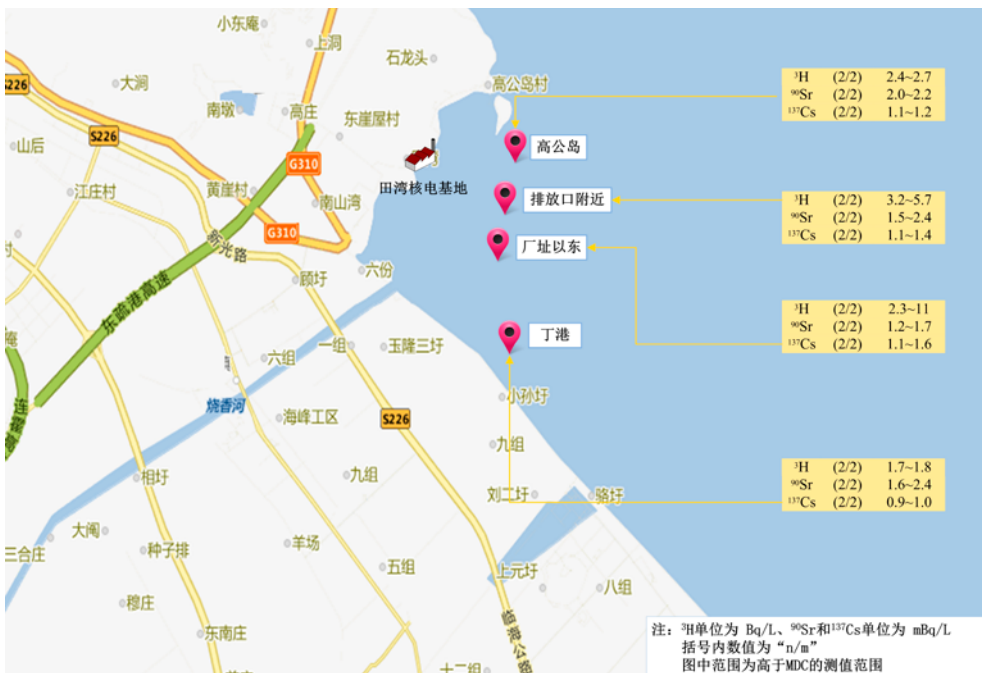 小东庵
上洞
石龙头
S226
大涧
南墩
高庄
高公岛村
³H (2/2) 2.4~2.7
⁹⁰Sr (2/2) 2.0~2.2
¹³⁷Cs (2/2) 1.1~1.2
S226
东崖屋村
高公岛
山后
G310
江庄村
黄崖村
田湾核电基地
排放口附近
³H (2/2) 3.2~5.7
⁹⁰Sr (2/2) 1.5~2.4
¹³⁷Cs (2/2) 1.1~1.4
南山湾
G310
新光路
村
厂址以东
六份
顾圩
东疏港高速
³H (2/2) 2.3~11
⁹⁰Sr (2/2) 1.2~1.7
¹³⁷Cs (2/2) 1.1~1.6
庵
一组
玉隆三圩
丁港
六组
烧香河
小孙圩
海峰工区
S226
九组
相圩
九组
³H (2/2) 1.7~1.8
⁹⁰Sr (2/2) 1.6~2.4
¹³⁷Cs (2/2) 0.9~1.0
刘二圩
骆圩
大阄
三合庄
种子排
羊场
五组
上元圩
八组
穆庄
东南庄
临海公路
十二组
注：³H单位为 Bq/L、⁹⁰Sr和¹³⁷Cs单位为 mBq/L
括号内数值为“n/m”
图中范围为高于MDC的测值范围